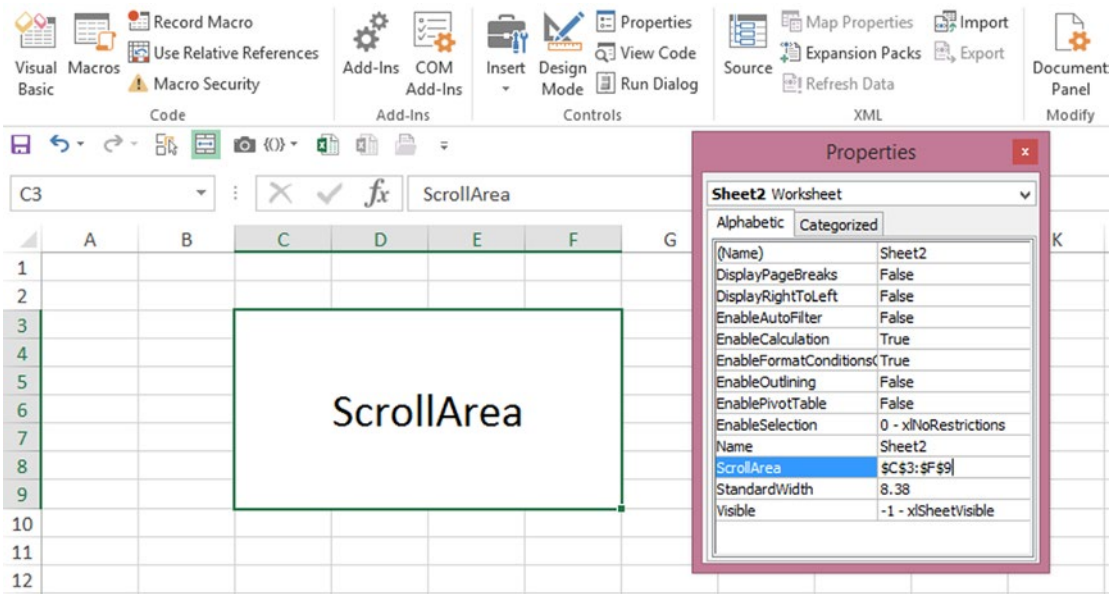 Record Macro
Use Relative References
Visual Basic
Macros
Macro Security
Code
Add-Ins
COM Add-Ins
Add-Ins
Insert
Design Mode
Properties
View Code
Run Dialog
Controls
Source
Map Properties
Expansion Packs
Refresh Data
Import
Export
XML
Document Panel
Modify
C3
fx
ScrollArea
A B C D E F G K
1
2
3
4
5
6
7
8
9
10
11
12
ScrollArea
Properties
x
Sheet2 Worksheet
Alphabetic Categorized
(Name) Sheet2
DisplayPageBreaks False
DisplayRightToLeft False
EnableAutoFilter False
EnableCalculation True
EnableFormatConditionsC True
EnableOutlining False
EnablePivotTable False
EnableSelection 0 - xlNoRestrictions
Name Sheet2
ScrollArea $C$3:$F$9
StandardWidth 8.38
Visible -1 - xlSheetVisible